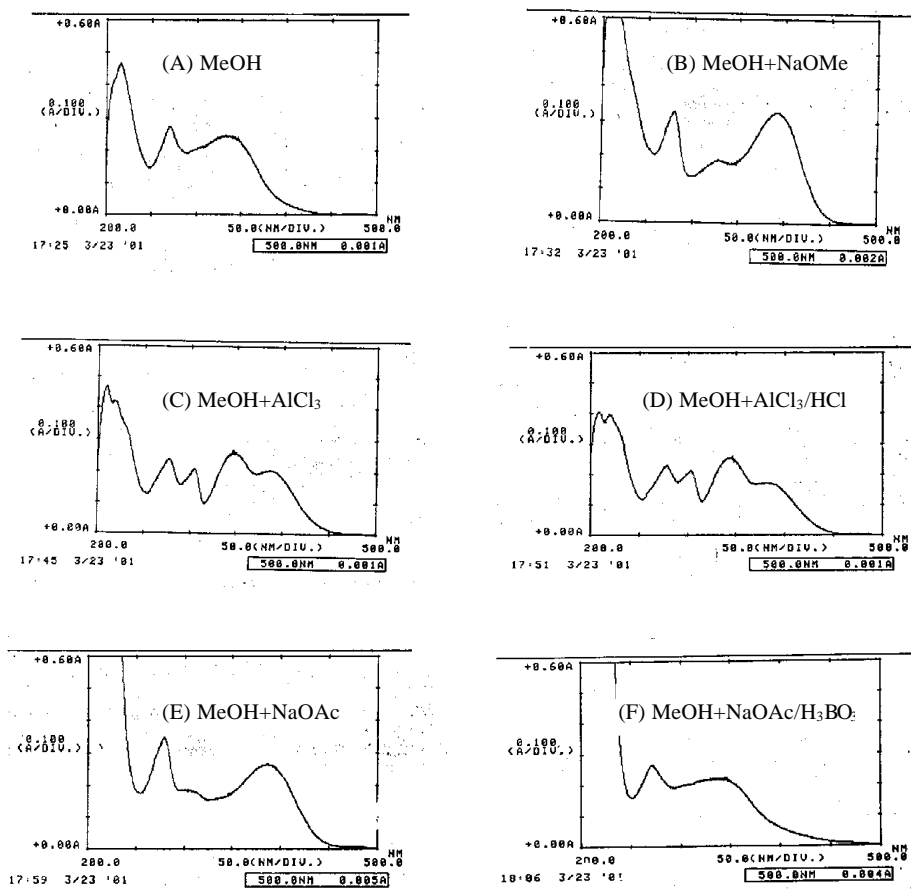 +0.60A
(A) MeOH
0.100
(A/DIV.)
+0.00A
200.0
50.0(NM/DIV.)
NM
500.0
17:25 3/23 '01
500.0NM 0.001A
+0.60A
(B) MeOH+NaOMe
0.100
(A/DIV.)
+0.00A
200.0
50.0(NM/DIV.)
NM
500.0
17:32 3/23 '01
500.0NM 0.002A
+0.60A
(C) MeOH+AlCl₃
0.100
(A/DIV.)
+0.00A
200.0
50.0(NM/DIV.)
NM
500.0
17:45 3/23 '01
500.0NM 0.001A
+0.60A
(D) MeOH+AlCl₃/HCl
0.100
(A/DIV.)
+0.00A
200.0
50.0(NM/DIV.)
NM
500.0
17:51 3/23 '01
500.0NM 0.001A
+0.60A
(E) MeOH+NaOAc
0.100
(A/DIV.)
+0.00A
200.0
50.0(NM/DIV.)
NM
500.0
17:59 3/23 '01
500.0NM 0.005A
+0.60A
(F) MeOH+NaOAc/H₃BO₃
0.100
(A/DIV.)
+0.00A
200.0
50.0(NM/DIV.)
NM
500.0
18:06 3/23 '01
500.0NM 0.004A